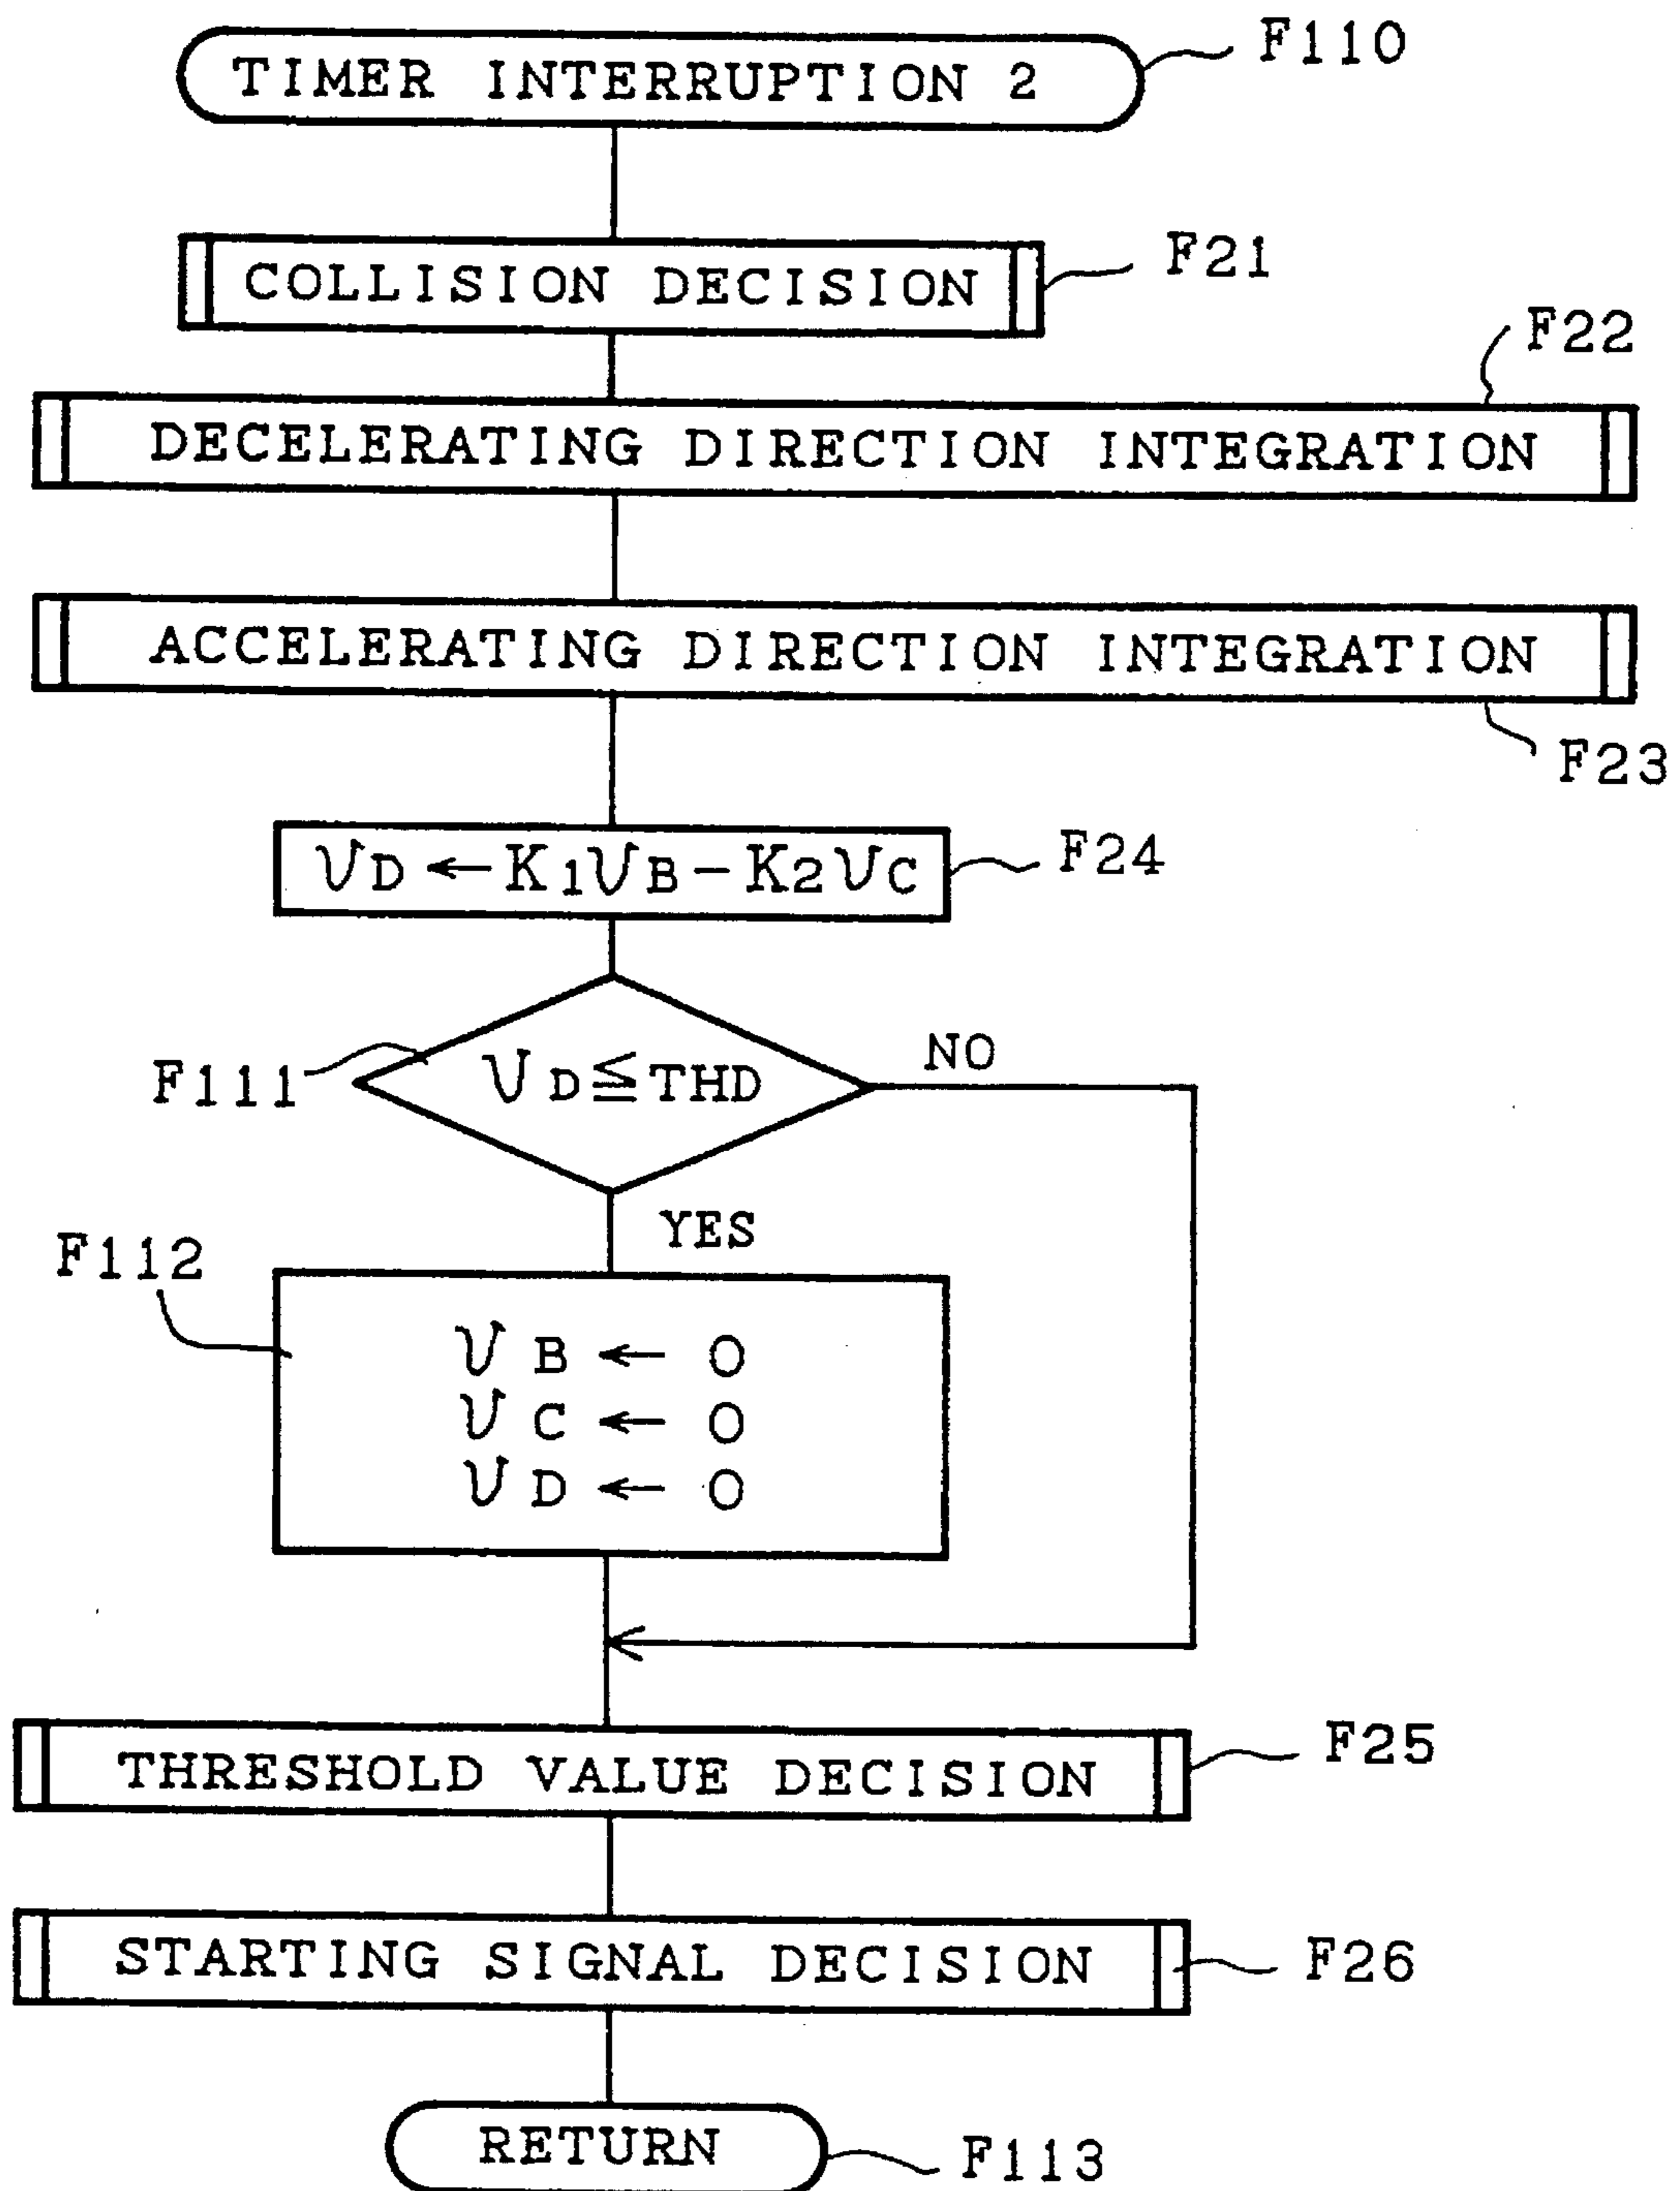 TIMER INTERRUPTION 2
F110
COLLISION DECISION
F21
F22
DECELERATING DIRECTION INTEGRATION
ACCELERATING DIRECTION INTEGRATION
F23
VD ← K1VB – K2VC
F24
F111
VD ≦ THD
NO
YES
F112
VB ← 0
VC ← 0
VD ← 0
THRESHOLD VALUE DECISION
F25
STARTING SIGNAL DECISION
F26
RETURN
F113